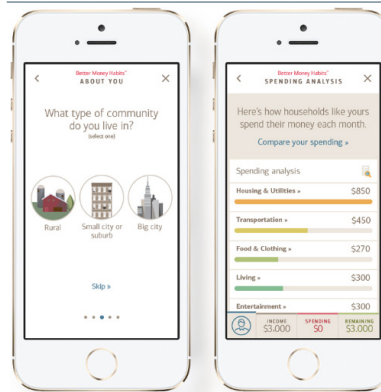 Better Money Habits®
ABOUT YOU
What type of community
do you live in?
(select one)
Rural
Small city or
suburb
Big city
Skip »
Better Money Habits®
SPENDING ANALYSIS
Here's how households like yours
spend their money each month.
Compare your spending »
Spending analysis
Housing & Utilities » $850
Transportation » $450
Food & Clothing » $270
Living » $300
Entertainment » $300
INCOME SPENDING REMAINING
$3,000 $0 $3,000